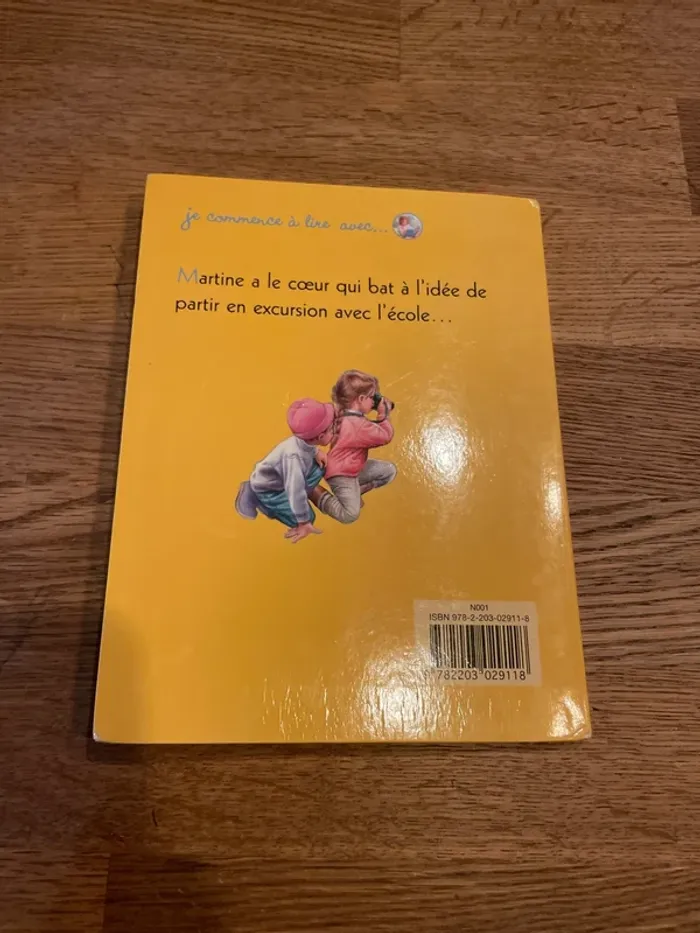 je commence à lire avec...
Martine a le cœur qui bat à l'idée de
partir en excursion avec l'école...
N001
ISBN 978-2-203-02911-8
9 782203 029118